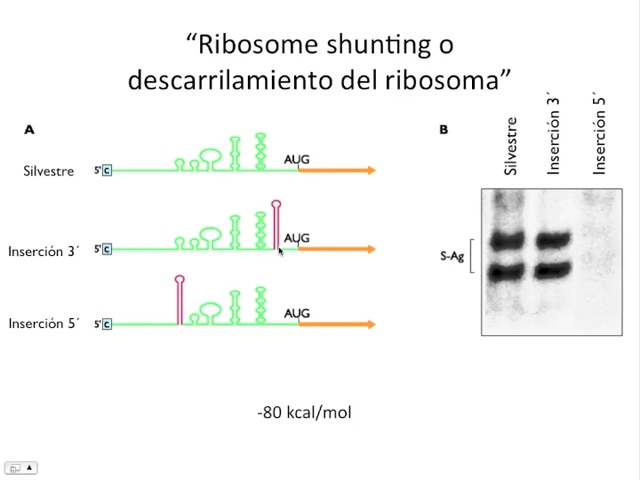 “Ribosome shunting o
descarrilamiento del ribosoma”
A
Silvestre 5' C AUG
Inserción 3´ 5' C AUG
Inserción 5´ 5' C AUG
B
Silvestre
Inserción 3´
Inserción 5´
S-Ag
-80 kcal/mol